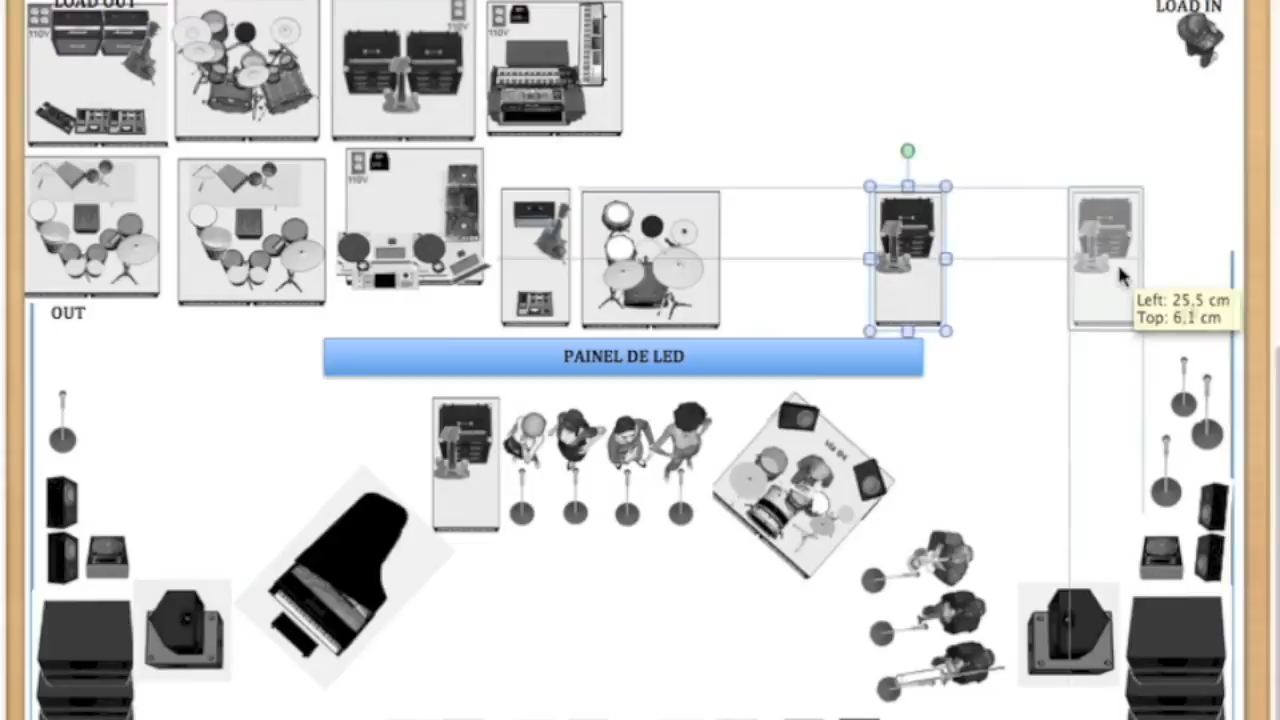 LOAD OUT
LOAD IN
110V
110V
110V
110V
OUT
Left: 25,5 cm
Top: 6,1 cm
PAINEL DE LED